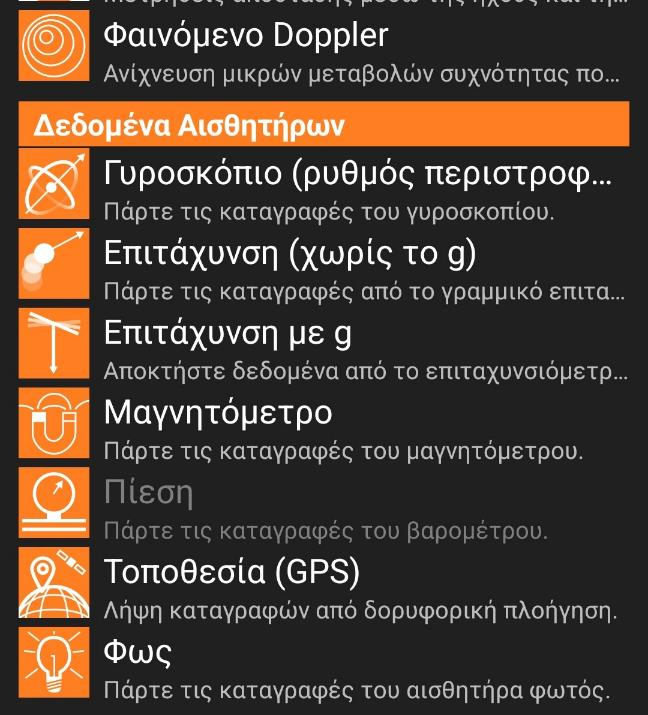 Φαινόμενο Doppler
Ανίχνευση μικρών μεταβολών συχνότητας πο...
Δεδομένα Αισθητήρων
Γυροσκόπιο (ρυθμός περιστροφ...
Πάρτε τις καταγραφές του γυροσκοπίου.
Επιτάχυνση (χωρίς το g)
Πάρτε τις καταγραφές από το γραμμικό επιτα...
Επιτάχυνση με g
Αποκτήστε δεδομένα από το επιταχυνσιόμετρ...
Μαγνητόμετρο
Πάρτε τις καταγραφές του μαγνητόμετρου.
Πίεση
Πάρτε τις καταγραφές του βαρομέτρου.
Τοποθεσία (GPS)
Λήψη καταγραφών από δορυφορική πλοήγηση.
Φως
Πάρτε τις καταγραφές του αισθητήρα φωτός.